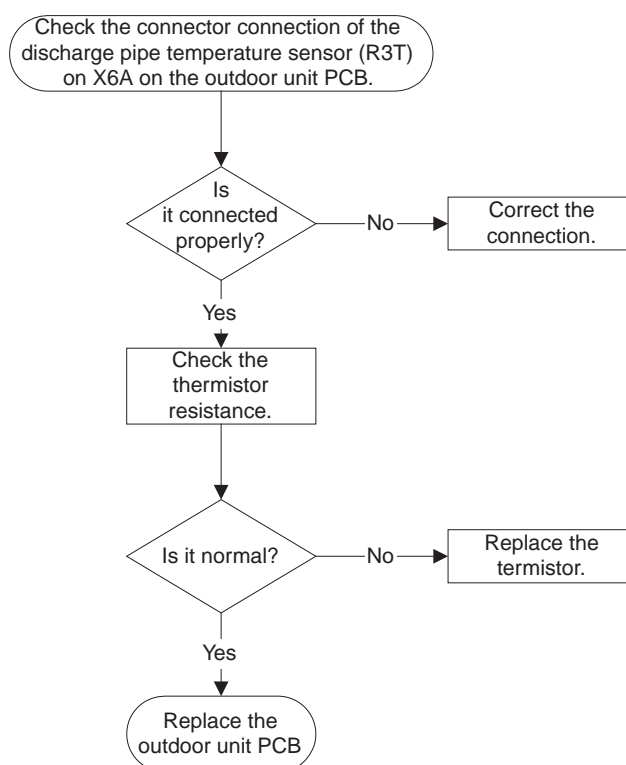 Check the connector connection of the
discharge pipe temperature sensor (R3T)
on X6A on the outdoor unit PCB.
Is
it connected
properly?
No
Correct the
connection.
Yes
Check the
thermistor
resistance.
Is it normal?
No
Replace the
termistor.
Yes
Replace the
outdoor unit PCB